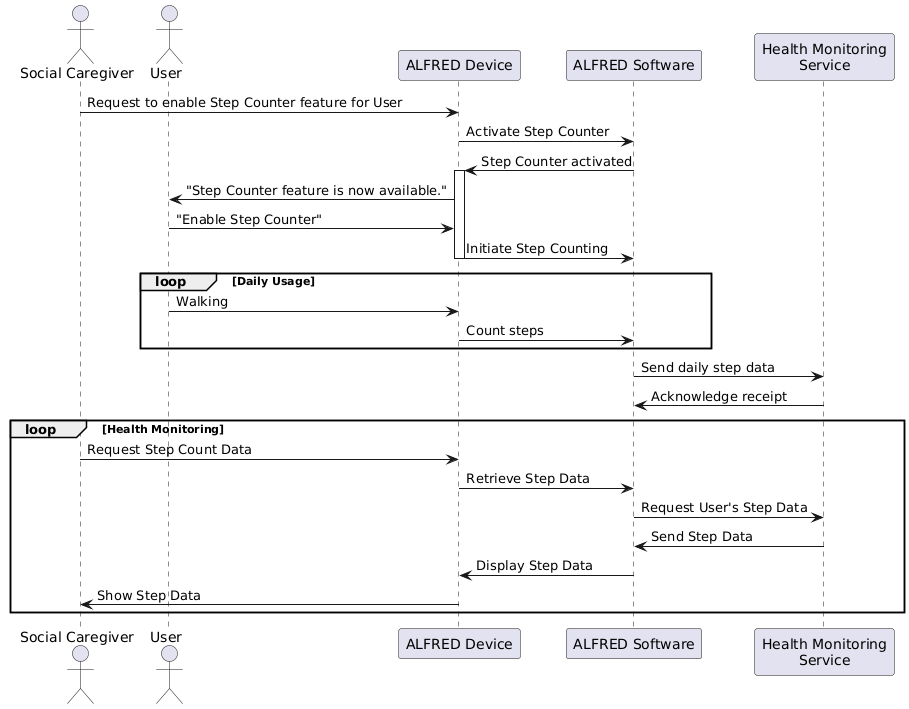 Social Caregiver
User
ALFRED Device
ALFRED Software
Health Monitoring
Service
Request to enable Step Counter feature for User
Activate Step Counter
Step Counter activated
"Step Counter feature is now available."
"Enable Step Counter"
Initiate Step Counting
loop
[Daily Usage]
Walking
Count steps
Send daily step data
Acknowledge receipt
loop
[Health Monitoring]
Request Step Count Data
Retrieve Step Data
Request User's Step Data
Send Step Data
Display Step Data
Show Step Data
Social Caregiver
User
ALFRED Device
ALFRED Software
Health Monitoring
Service